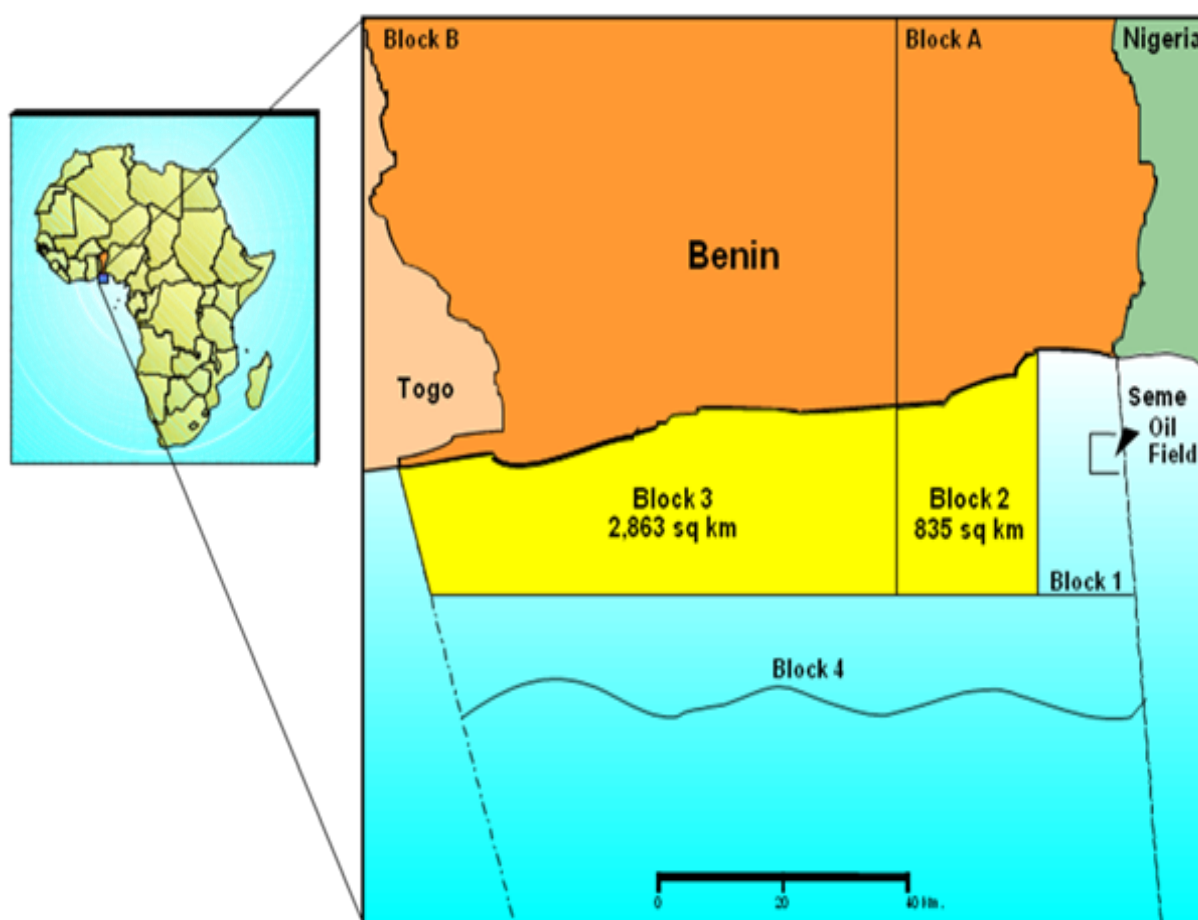 Block B
Block A
Nigeria
Benin
Togo
Seme
Oil
Field
Block 3
2,863 sq km
Block 2
835 sq km
Block 1
Block 4
0 20 40 Km.